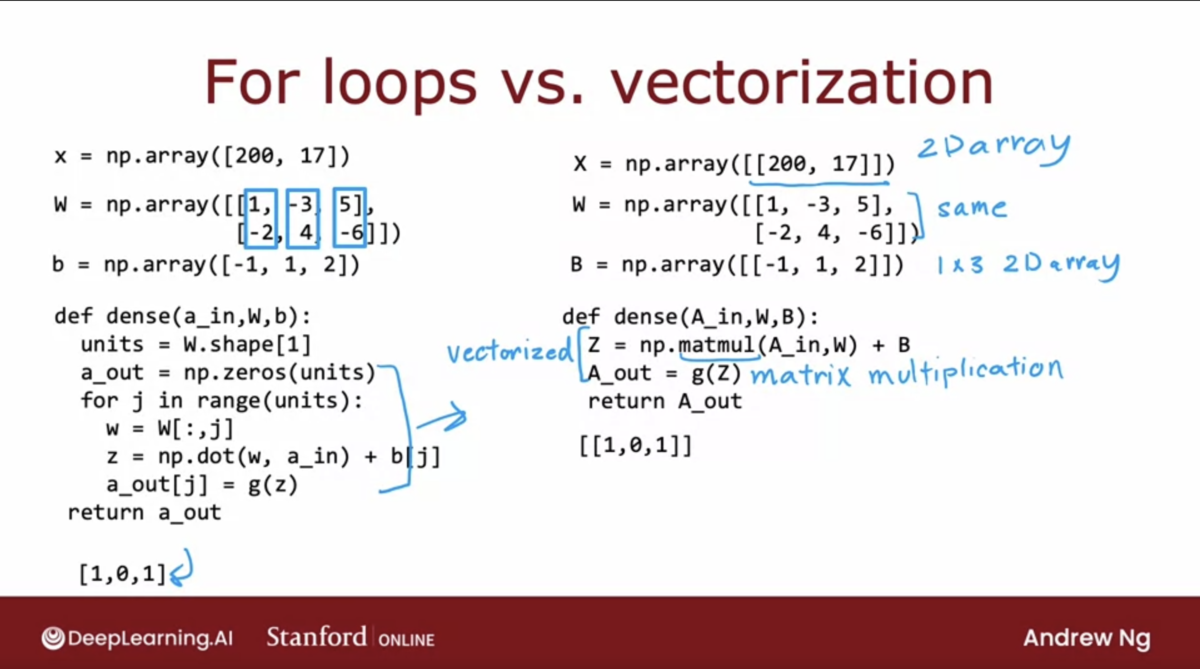 For loops vs. vectorization
x = np.array([200, 17])
W = np.array([[1, -3, 5],
[-2, 4, -6]])
b = np.array([-1, 1, 2])
def dense(a_in,W,b):
units = W.shape[1]
a_out = np.zeros(units)
for j in range(units):
w = W[:,j]
z = np.dot(w, a_in) + b[j]
a_out[j] = g(z)
return a_out
[1,0,1]
X = np.array([[200, 17]]) 2D array
W = np.array([[1, -3, 5],
[-2, 4, -6]]) same
B = np.array([[-1, 1, 2]]) 1x3 2D array
def dense(A_in,W,B):
vectorized Z = np.matmul(A_in,W) + B
A_out = g(Z) matrix multiplication
return A_out
[[1,0,1]]
DeepLearning.AI Stanford ONLINE Andrew Ng